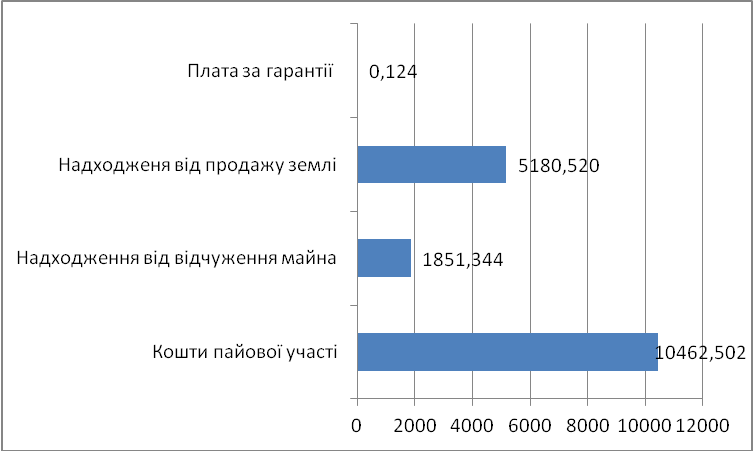 Плата за гарантії
0,124
Надходженя від продажу землі
5180,520
Надходження від відчуження майна
1851,344
Кошти пайової участі
10462,502
0 2000 4000 6000 8000 10000 12000